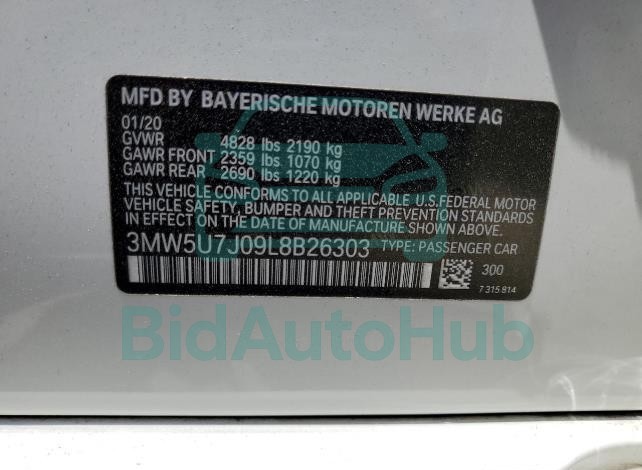 MFD BY BAYERISCHE MOTOREN WERKE AG
01/20
GVWR 4828 lbs 2190 kg
GAWR FRONT 2359 lbs 1070 kg
GAWR REAR 2690 lbs 1220 kg
THIS VEHICLE CONFORMS TO ALL APPLICABLE U.S.FEDERAL MOTOR
VEHICLE SAFETY, BUMPER AND THEFT PREVENTION STANDARDS
IN EFFECT ON THE DATE OF MANUFACTURE SHOWN ABOVE.
3MW5U7J09L8B26303 TYPE: PASSENGER CAR
300
7 315 814
BidAutoHub